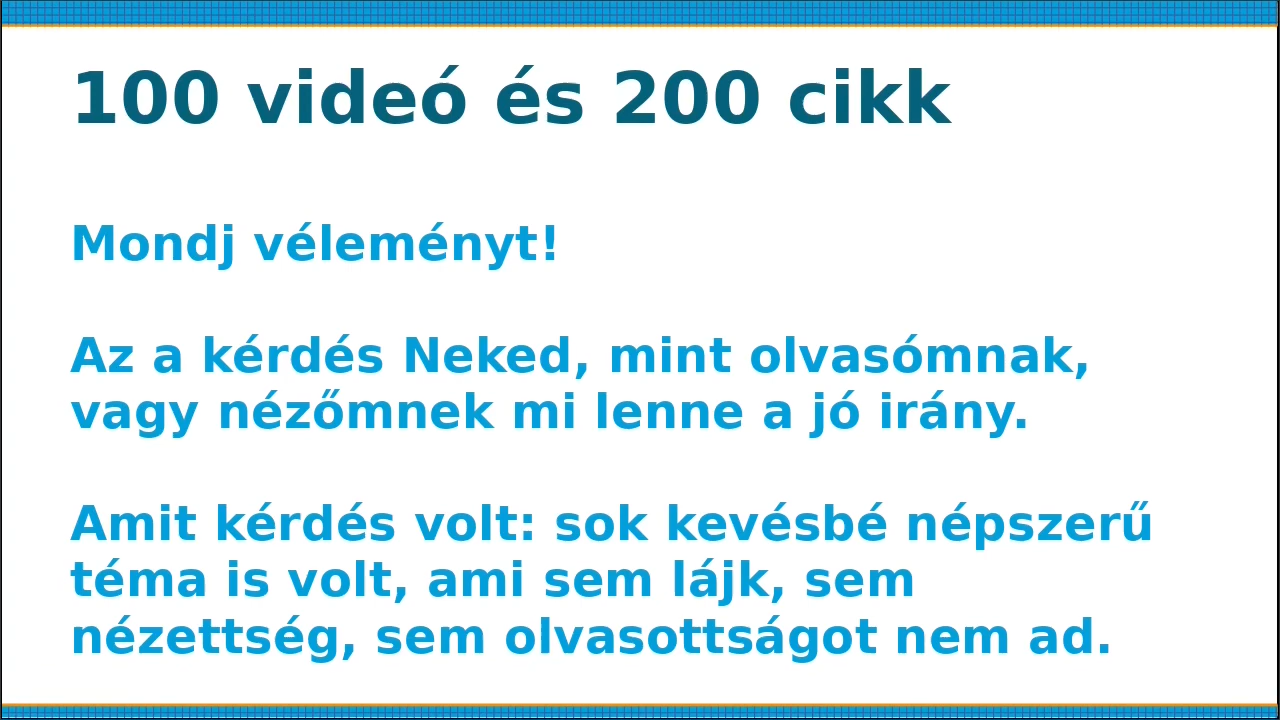 100 videó és 200 cikk
Mondj véleményt!
Az a kérdés Neked, mint olvasómnak,
vagy nézőmnek mi lenne a jó irány.
Amit kérdés volt: sok kevésbé népszerű
téma is volt, ami sem lájk, sem
nézettség, sem olvasottságot nem ad.